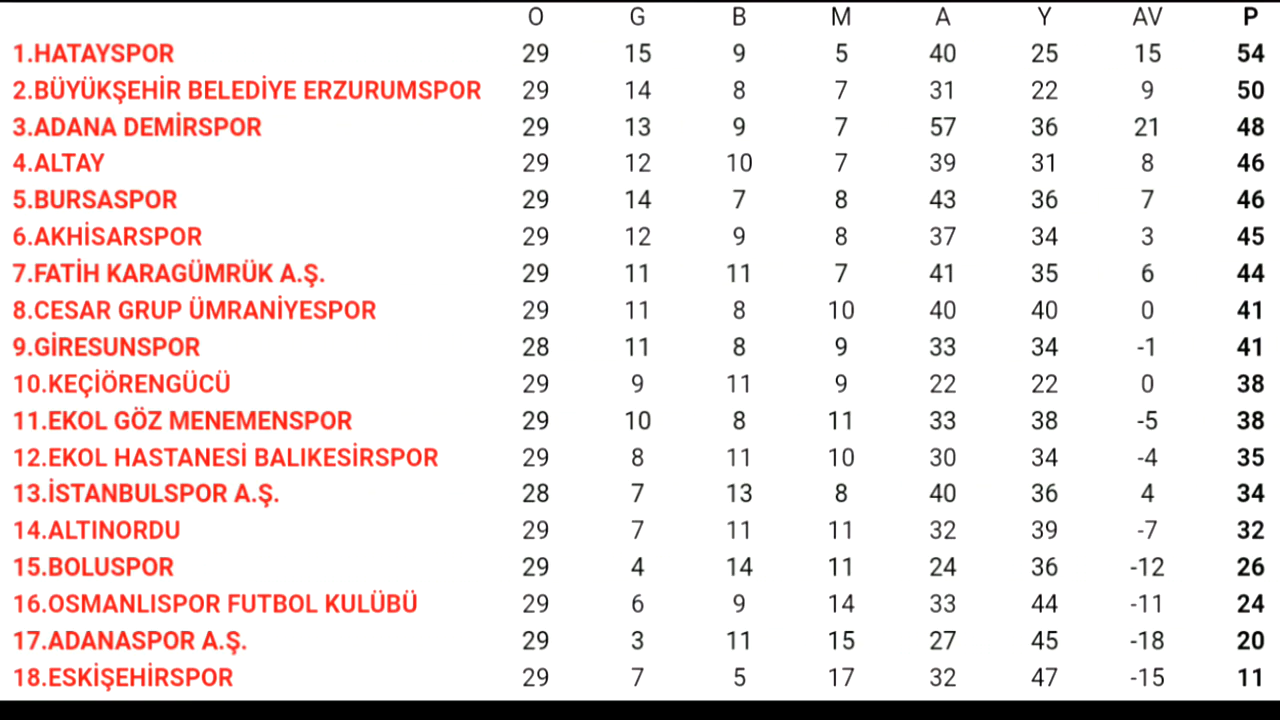 O G B M A Y AV P
1.HATAYSPOR 29 15 9 5 40 25 15 54
2.BÜYÜKŞEHİR BELEDİYE ERZURUMSPOR 29 14 8 7 31 22 9 50
3.ADANA DEMİRSPOR 29 13 9 7 57 36 21 48
4.ALTAY 29 12 10 7 39 31 8 46
5.BURSASPOR 29 14 7 8 43 36 7 46
6.AKHİSARSPOR 29 12 9 8 37 34 3 45
7.FATİH KARAGÜMRÜK A.Ş. 29 11 11 7 41 35 6 44
8.CESAR GRUP ÜMRANİYESPOR 29 11 8 10 40 40 0 41
9.GİRESUNSPOR 28 11 8 9 33 34 -1 41
10.KEÇİÖRENGÜCÜ 29 9 11 9 22 22 0 38
11.EKOL GÖZ MENEMENSPOR 29 10 8 11 33 38 -5 38
12.EKOL HASTANESİ BALIKESİRSPOR 29 8 11 10 30 34 -4 35
13.İSTANBULSPOR A.Ş. 28 7 13 8 40 36 4 34
14.ALTINORDU 29 7 11 11 32 39 -7 32
15.BOLUSPOR 29 4 14 11 24 36 -12 26
16.OSMANLISPOR FUTBOL KULÜBÜ 29 6 9 14 33 44 -11 24
17.ADANASPOR A.Ş. 29 3 11 15 27 45 -18 20
18.ESKİŞEHİRSPOR 29 7 5 17 32 47 -15 11